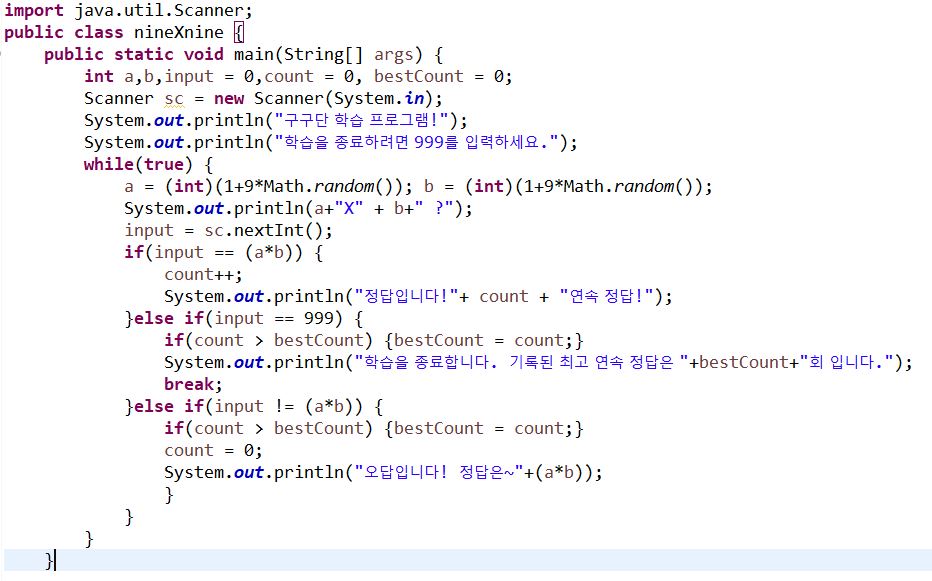 import java.util.Scanner;
public class nineXnine {
    public static void main(String[] args) {
        int a,b,input = 0,count = 0, bestCount = 0;
        Scanner sc = new Scanner(System.in);
        System.out.println("구구단 학습 프로그램!");
        System.out.println("학습을 종료하려면 999를 입력하세요.");
        while(true) {
            a = (int)(1+9*Math.random()); b = (int)(1+9*Math.random());
            System.out.println(a+"X" + b+" ?");
            input = sc.nextInt();
            if(input == (a*b)) {
                count++;
                System.out.println("정답입니다!"+ count + "연속 정답!");
            }else if(input == 999) {
                if(count > bestCount) {bestCount = count;}
                System.out.println("학습을 종료합니다. 기록된 최고 연속 정답은 "+bestCount+"회 입니다.");
                break;
            }else if(input != (a*b)) {
                if(count > bestCount) {bestCount = count;}
                count = 0;
                System.out.println("오답입니다! 정답은~"+(a*b));
                }
            }
        }
    }